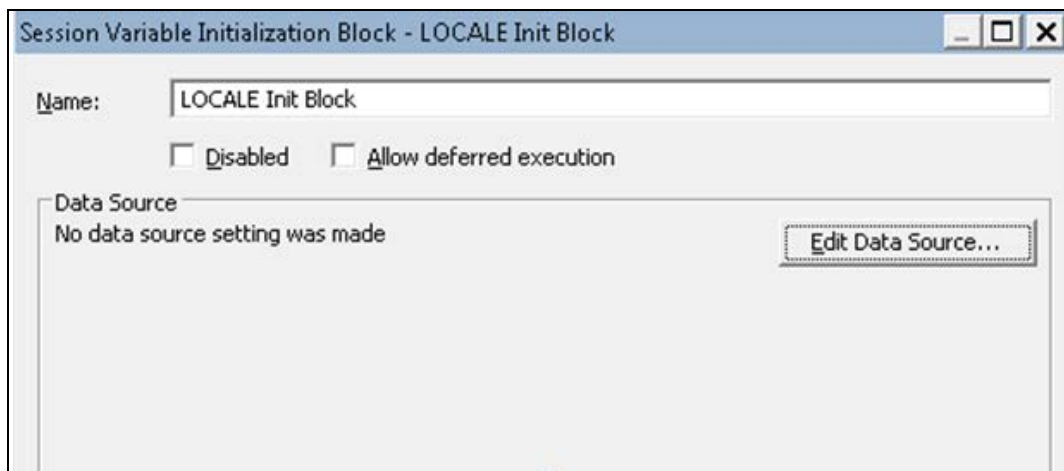 Session Variable Initialization Block - LOCALE Init Block
Name: LOCALE Init Block
Disabled Allow deferred execution
Data Source
No data source setting was made Edit Data Source...